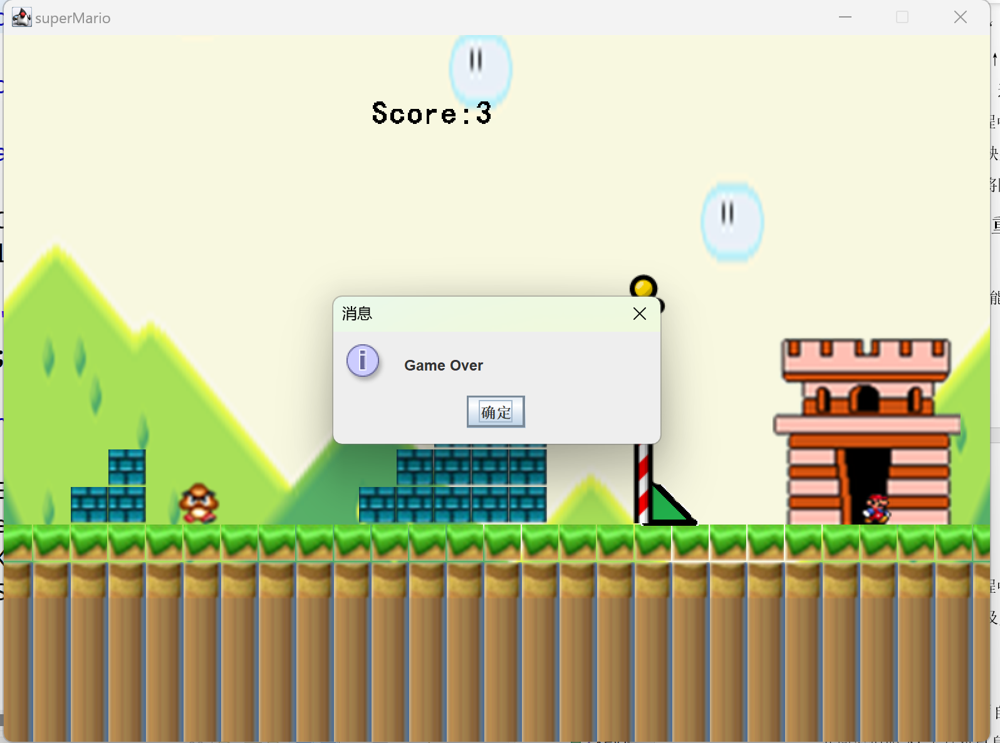 superMario
Score:3
消息
Game Over
确定